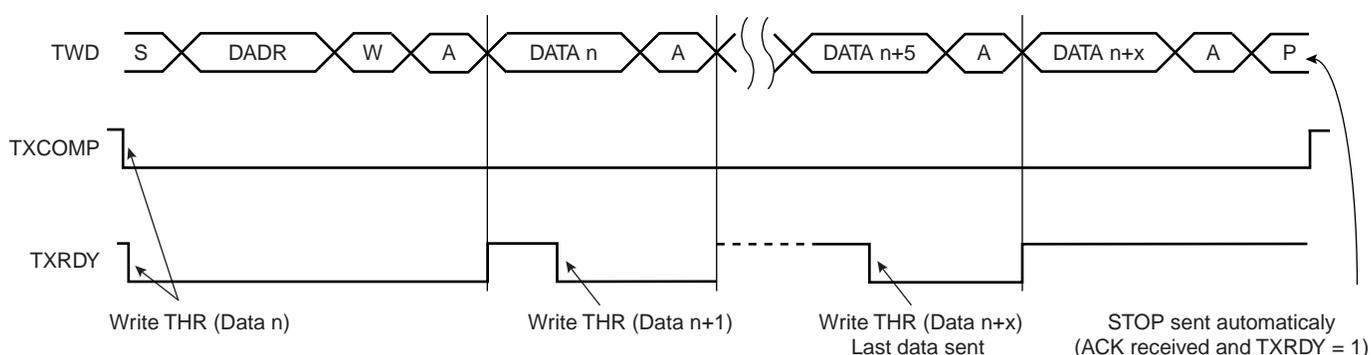 TWD S DADR W A DATA n A DATA n+5 A DATA n+x A P
TXCOMP
TXRDY
Write THR (Data n) Write THR (Data n+1) Write THR (Data n+x) STOP sent automaticaly
Last data sent (ACK received and TXRDY = 1)